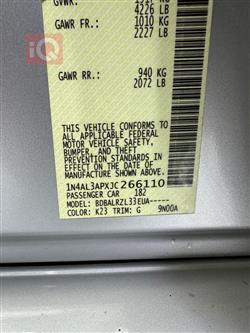 iQ
GVWR:
4226 LB
GAWR FR: 1010 KG
2227 LB
GAWR RR: 940 KG
2072 LB
THIS VEHICLE CONFORMS TO
ALL APPLICABLE FEDERAL
MOTOR VEHICLE SAFETY,
BUMPER, AND THEFT
PREVENTION STANDARDS IN
EFFECT ON THE DATE OF
MANUFACTURE SHOWN ABOVE.
1N4AL3APXJC266110
PASSENGER CAR 182
MODEL: BDBALRZL33EUA-----
COLOR: K23 TRIM: G 9N00A